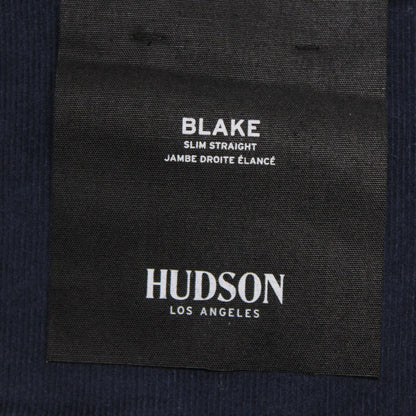 BLAKE
SLIM STRAIGHT
JAMBE DROITE ÉLANCÉ
HUDSON
LOS ANGELES